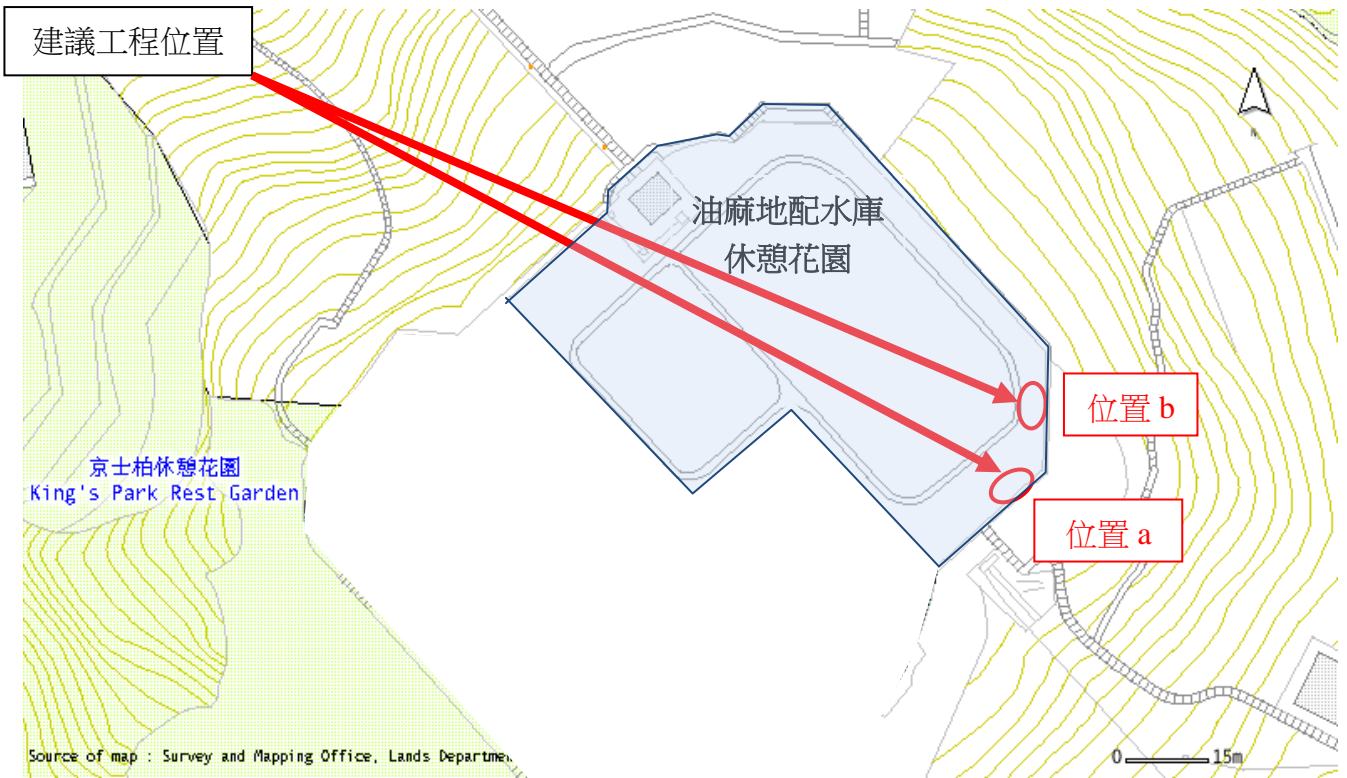 建議工程位置
N
油麻地配水庫
休憩花園
位置 b
京士柏休憩花園
King's Park Rest Garden
位置 a
Source of map : Survey and Mapping Office, Lands Departmen.
0 15m